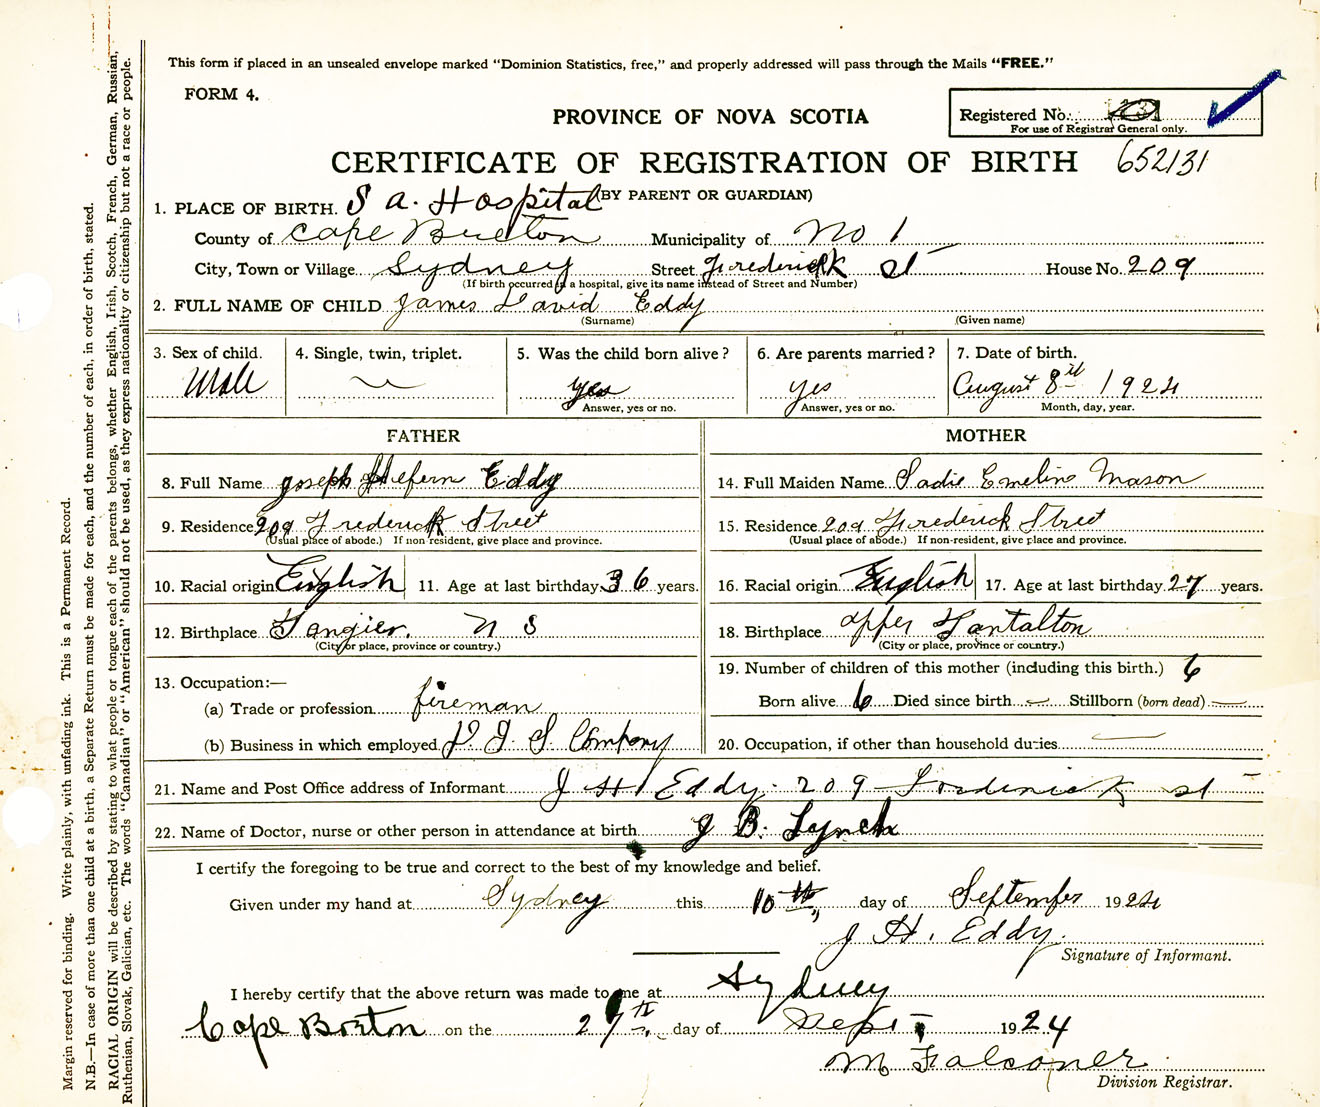 This form if placed in an unsealed envelope marked "Dominion Statistics, free," and properly addressed will pass through the Mails "FREE."
FORM 4.
PROVINCE OF NOVA SCOTIA
Registered No.
For use of Registrar General only.
CERTIFICATE OF REGISTRATION OF BIRTH 652131
(BY PARENT OR GUARDIAN)
1. PLACE OF BIRTH. S A. Hospital
County of Cape Breton Municipality of No 1
City, Town or Village Sydney Street Frederick St House No. 209
(If birth occurred in a hospital, give its name instead of Street and Number)
2. FULL NAME OF CHILD James David Eddy
(Surname) (Given name)
3. Sex of child. 4. Single, twin, triplet. 5. Was the child born alive? 6. Are parents married? 7. Date of birth.
Male yes yes August 8 1924
Answer, yes or no. Answer, yes or no. Month, day, year.
FATHER MOTHER
8. Full Name Joseph Hefern Eddy 14. Full Maiden Name Sadie Emeline Mason
9. Residence 209 Frederick Street 15. Residence 209 Frederick Street
(Usual place of abode.) If non-resident, give place and province. (Usual place of abode.) If non-resident, give place and province.
10. Racial origin English 11. Age at last birthday 36 years. 16. Racial origin English 17. Age at last birthday 27 years.
12. Birthplace Tangier. N S 18. Birthplace upper Tantalton
(City or place, province or country.) (City or place, province or country.)
13. Occupation:— 19. Number of children of this mother (including this birth.) 6
(a) Trade or profession fireman Born alive 6 Died since birth — Stillborn (born dead) —
(b) Business in which employed D I S Company 20. Occupation, if other than household duties —
21. Name and Post Office address of Informant J H Eddy. 209 Frederick st
22. Name of Doctor, nurse or other person in attendance at birth J B. Lynch
I certify the foregoing to be true and correct to the best of my knowledge and belief.
Given under my hand at Sydney this 10th day of September 1924
J H. Eddy.
Signature of Informant.
I hereby certify that the above return was made to me at Sydney
Cape Breton on the 27th day of Sept 1924
M Falconer
Division Registrar.
Margin reserved for binding. Write plainly, with unfading ink. This is a Permanent Record.
N.B.—In case of more than one child at a birth, a Separate Return must be made for each, and the number of each, in order of birth, stated.
RACIAL ORIGIN will be described by stating to what people or tongue each of the parents belongs, whether English, Irish, Scotch, French, German, Russian,
Ruthenian, Slovak, Galician, etc. The words "Canadian" or "American" should not be used, as they express nationality or citizenship but not a race or people.